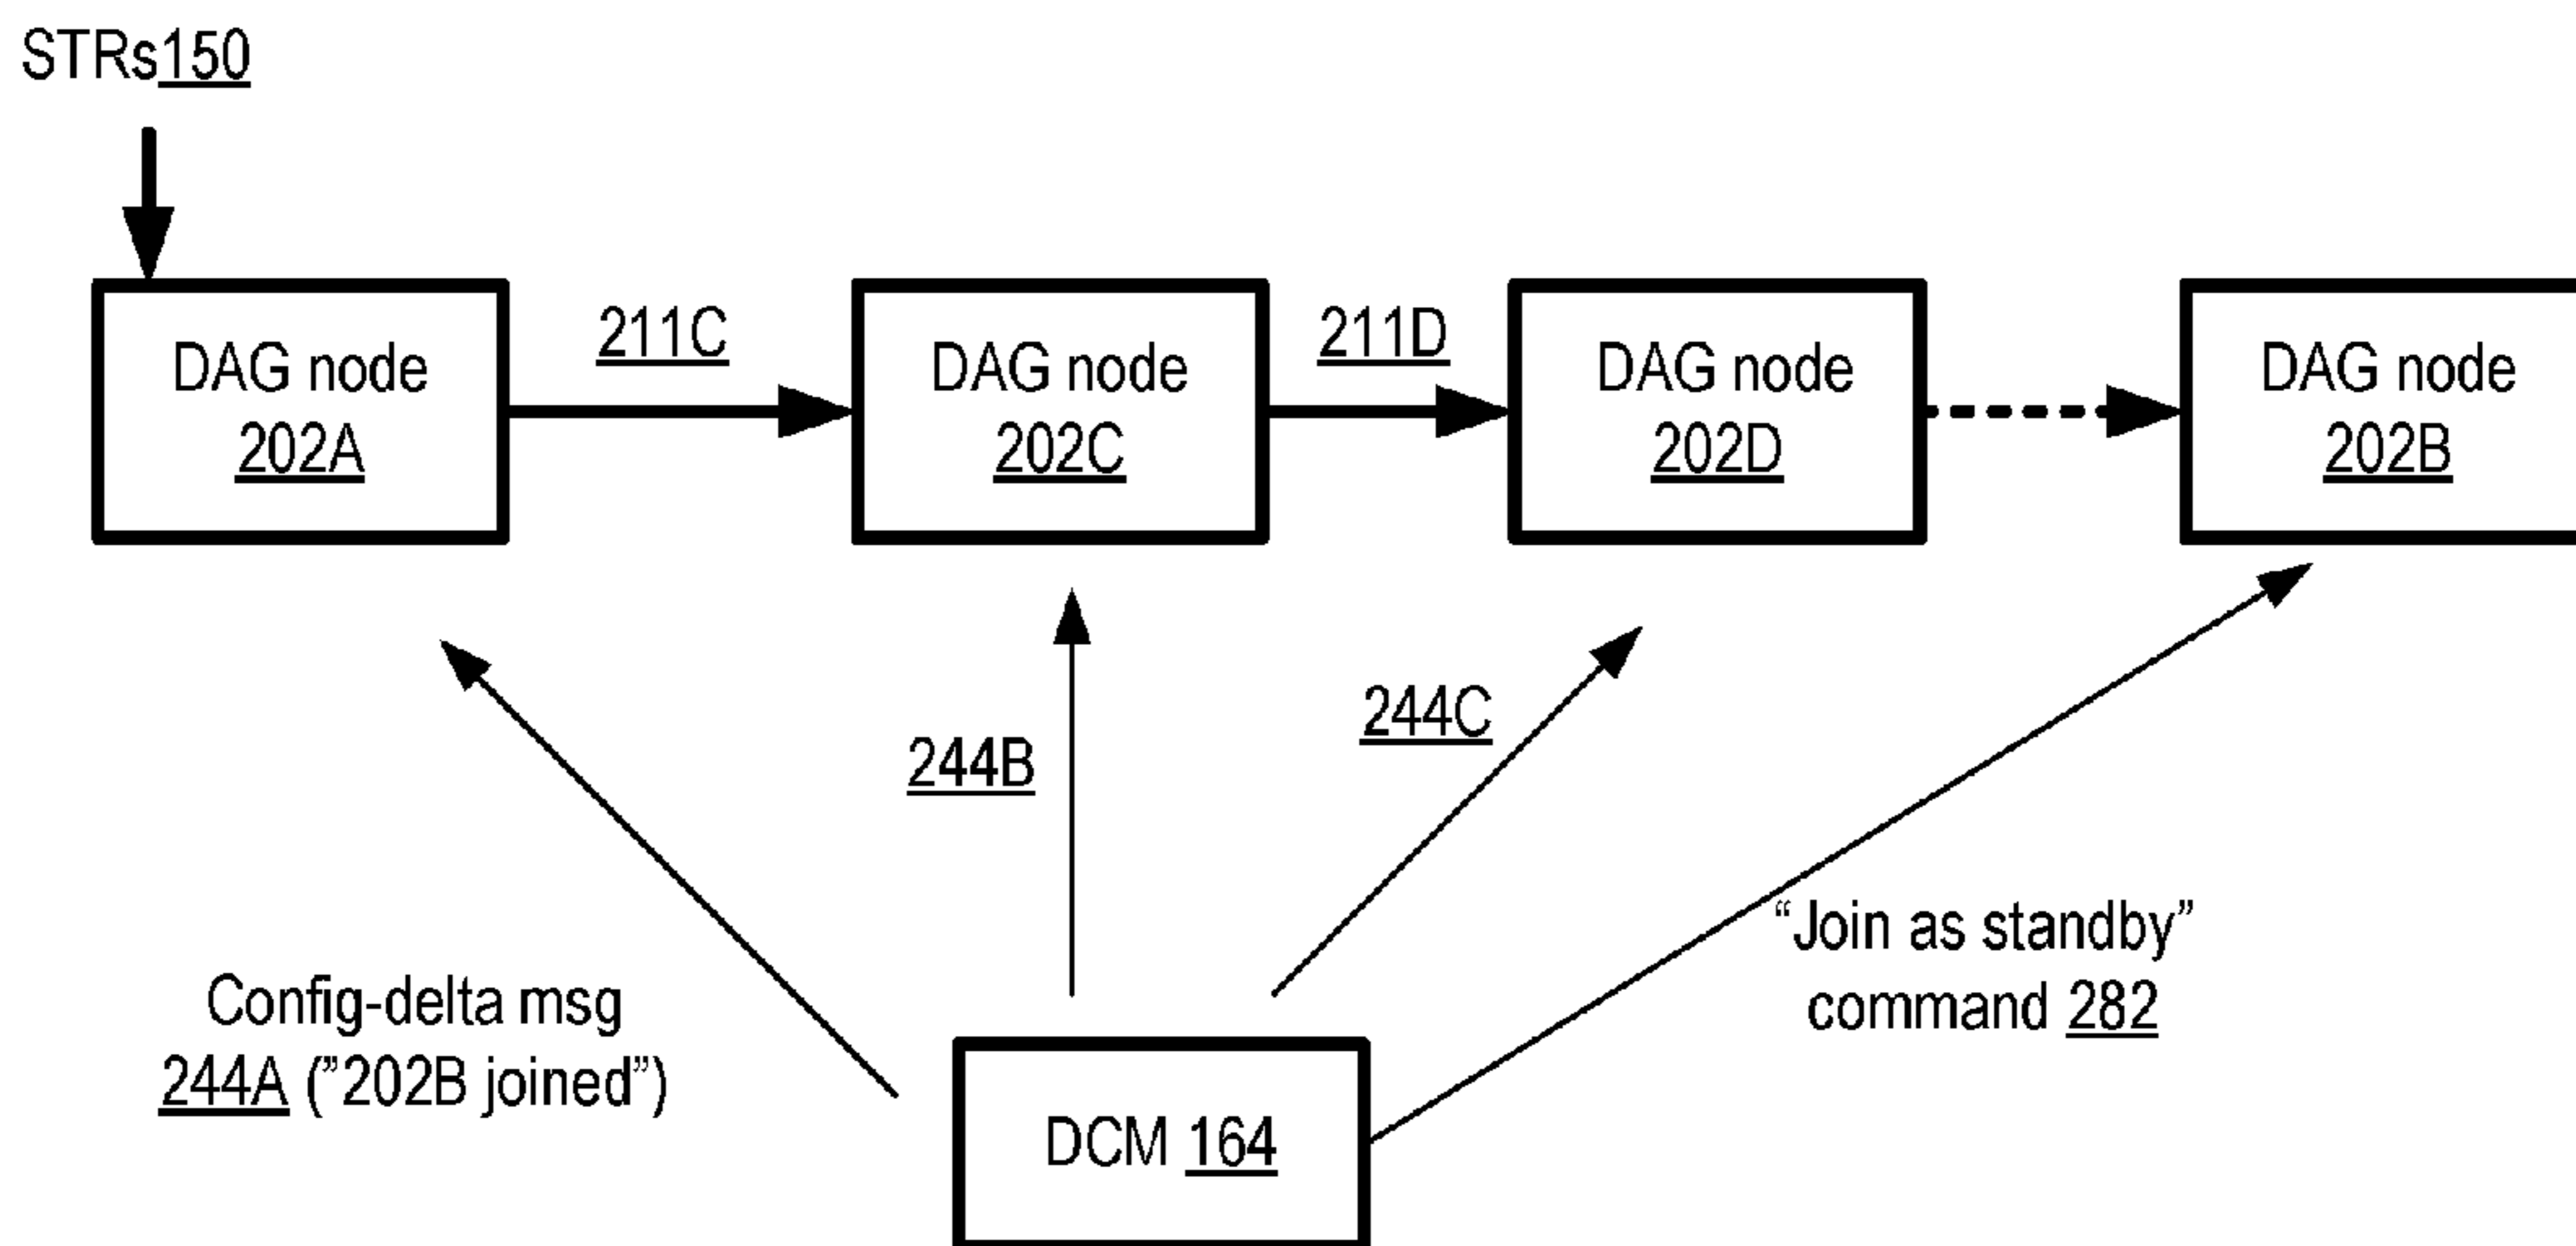 STRs150
211C
211D
DAG node
202A
DAG node
202C
DAG node
202D
DAG node
202B
244B
244C
Config-delta msg
244A (”202B joined”)
“Join as standby”
command 282
DCM 164